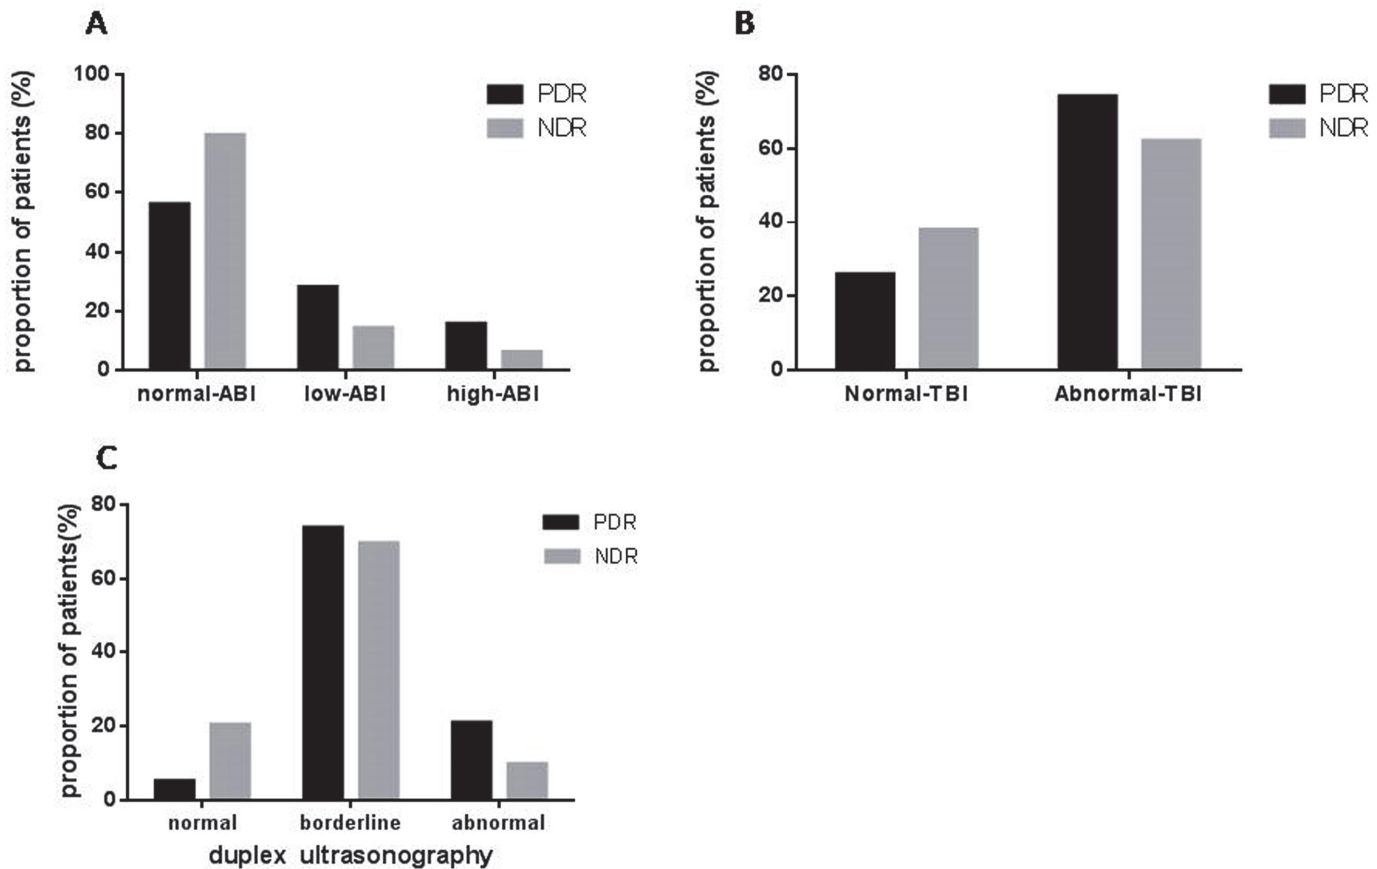 A
proportion of patients (%)
100
80
60
40
20
0
PDR
NDR
normal-ABI low-ABI high-ABI
B
proportion of patients (%)
80
60
40
20
0
PDR
NDR
Normal-TBI Abnormal-TBI
C
proportion of patients(%)
80
60
40
20
0
PDR
NDR
normal borderline abnormal
duplex ultrasonography